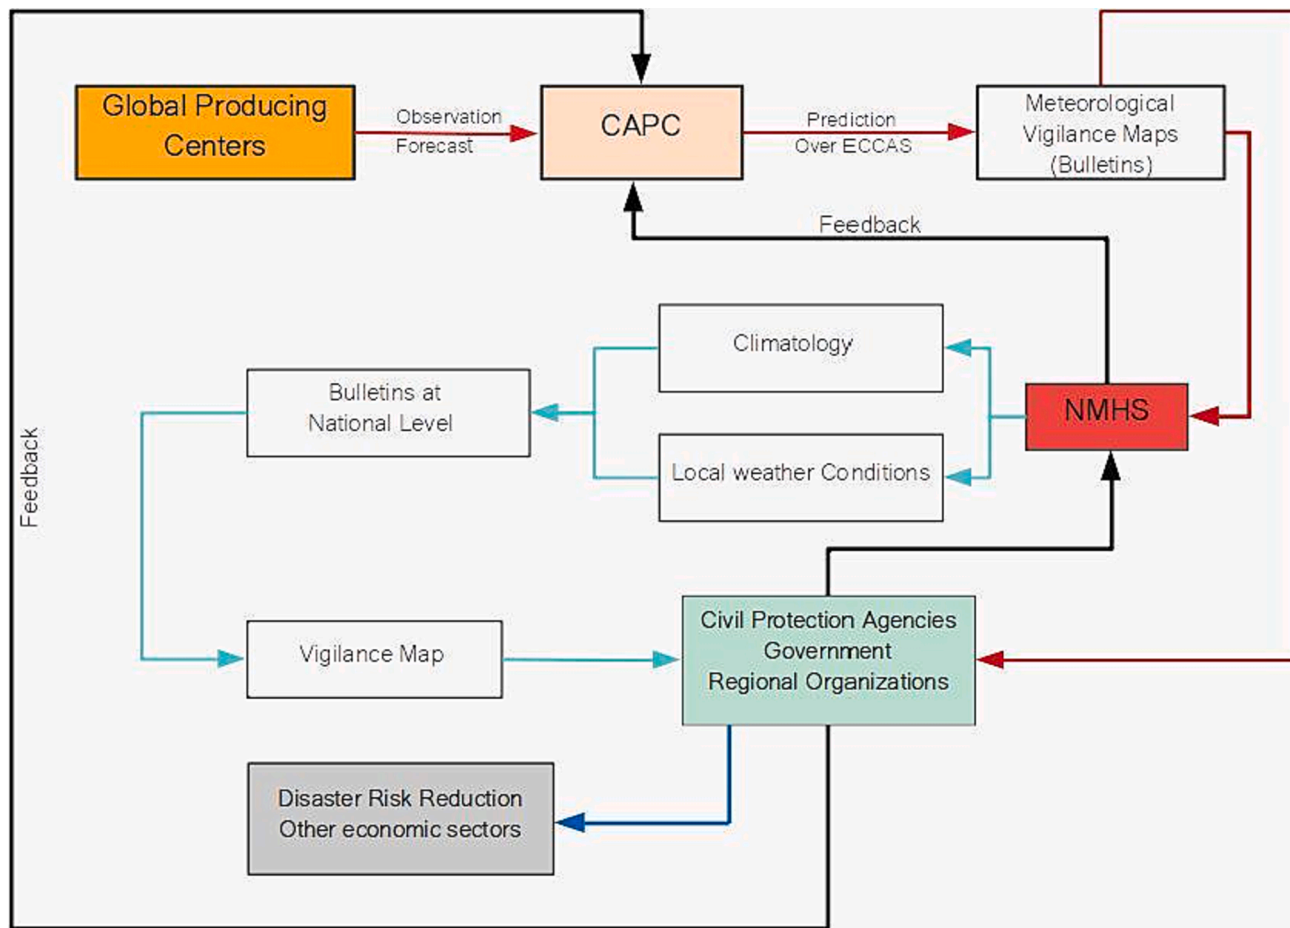 Global Producing
Centers
Observation
Forecast
CAPC
Prediction
Over ECCAS
Meteorological
Vigilance Maps
(Bulletins)
Feedback
Climatology
Bulletins at
National Level
NMHS
Local weather Conditions
Feedback
Civil Protection Agencies
Government
Regional Organizations
Vigilance Map
Disaster Risk Reduction
Other economic sectors